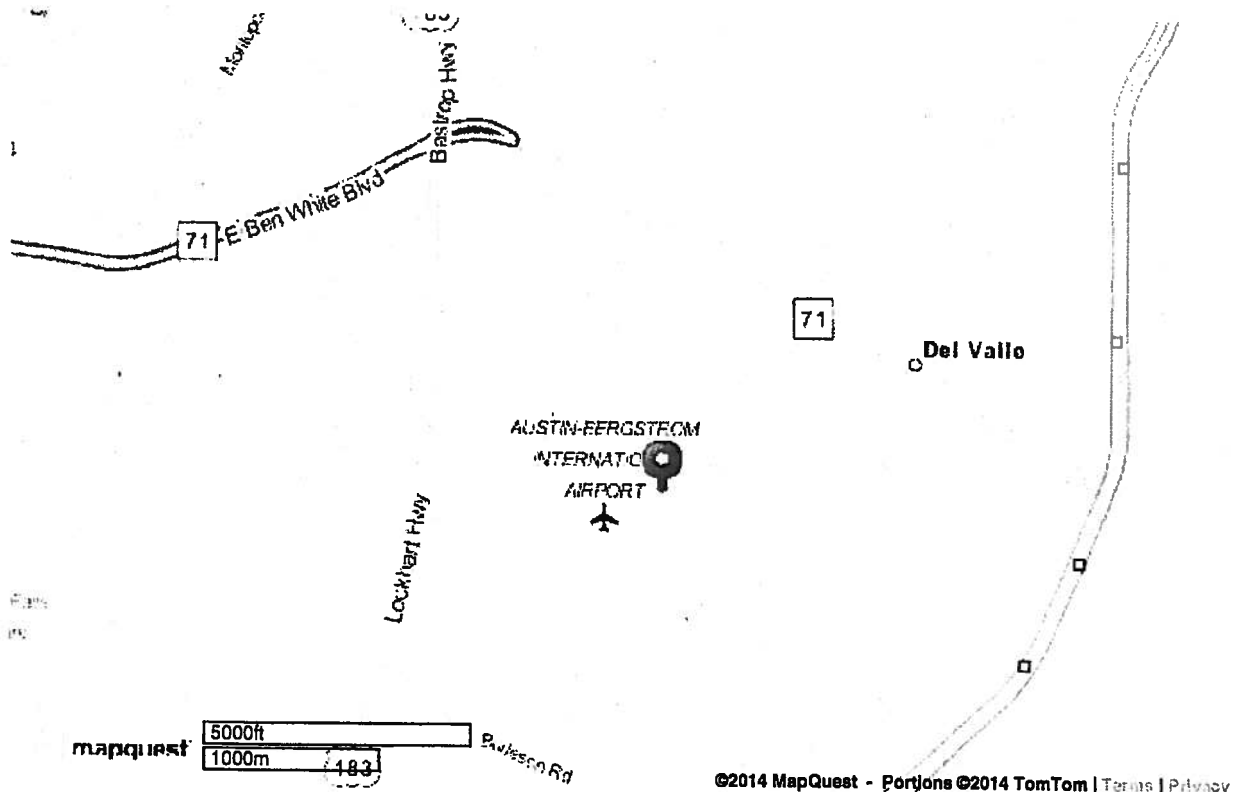 Bastrop Hwy
E Ben White Blvd
71
71
Del Vallo
AUSTIN-BERGSTROM
INTERNATIO
AIRPORT
Lockhart Hwy
5000ft
mapquest
1000m
183
Burleson Rd
©2014 MapQuest - Portions ©2014 TomTom | Terms | Privacy